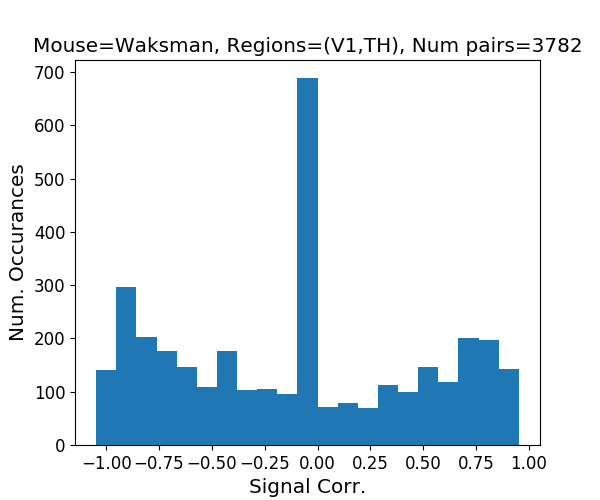 Mouse=Waksman, Regions=(V1,TH), Num pairs=3782
Num. Occurances
700
600
500
400
300
200
100
0
−1.00 −0.75 −0.50 −0.25 0.00 0.25 0.50 0.75 1.00
Signal Corr.